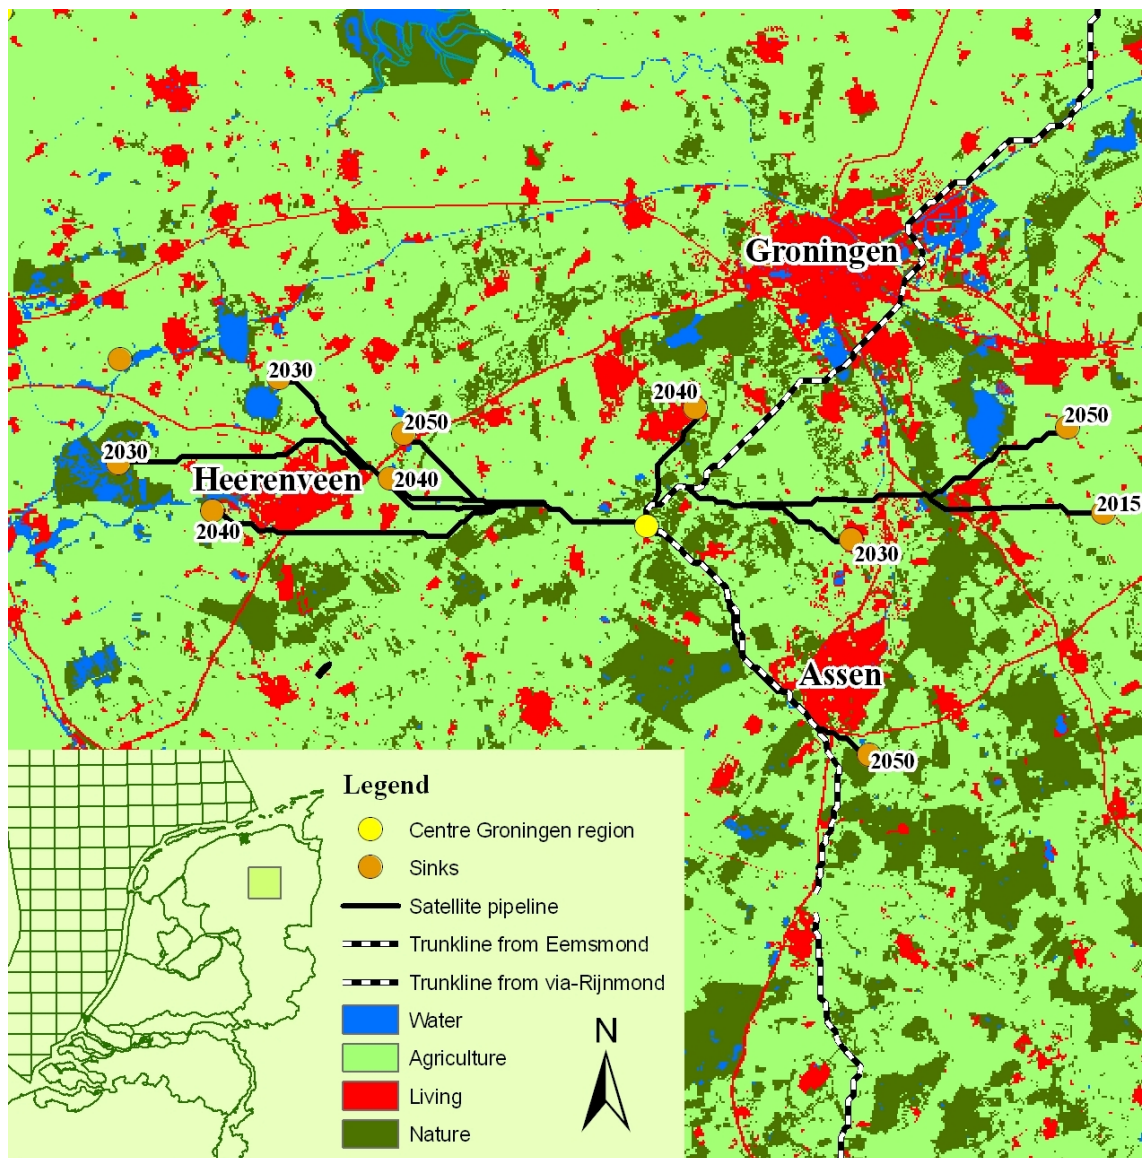 Groningen
2030
2040
2050
2050
2030
Heerenveen
2040
2015
2040
2030
Assen
2050
Legend
Centre Groningen region
Sinks
Satellite pipeline
Trunkline from Eemsmond
Trunkline from via-Rijnmond
Water
Agriculture
Living
Nature
N